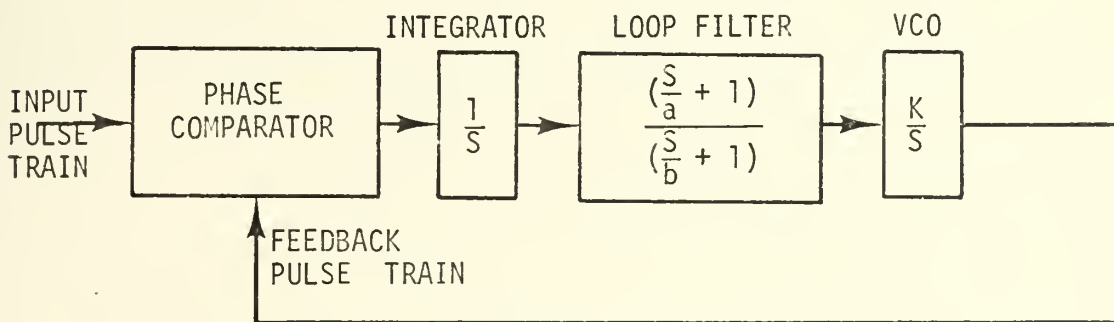 INTEGRATOR
LOOP FILTER
VCO
INPUT
PULSE
TRAIN
PHASE
COMPARATOR
1
S
(S/a + 1)
(S/b + 1)
K
S
FEEDBACK
PULSE TRAIN